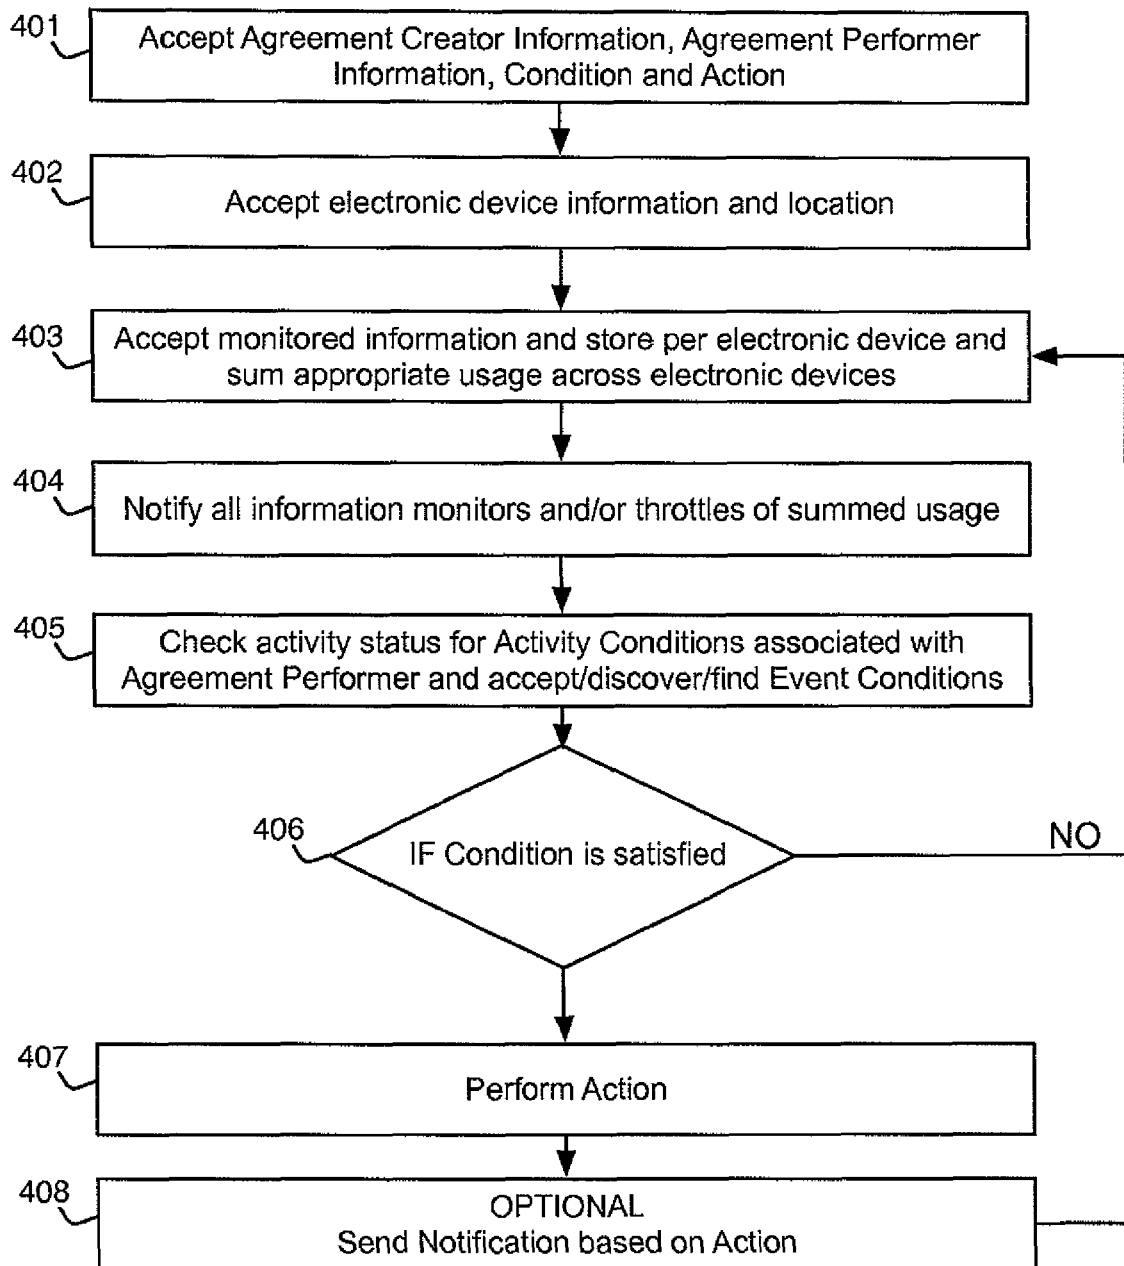 401
Accept Agreement Creator Information, Agreement Performer
Information, Condition and Action
402
Accept electronic device information and location
403
Accept monitored information and store per electronic device and
sum appropriate usage across electronic devices
404
Notify all information monitors and/or throttles of summed usage
405
Check activity status for Activity Conditions associated with
Agreement Performer and accept/discover/find Event Conditions
406
IF Condition is satisfied
NO
407
Perform Action
408
OPTIONAL
Send Notification based on Action